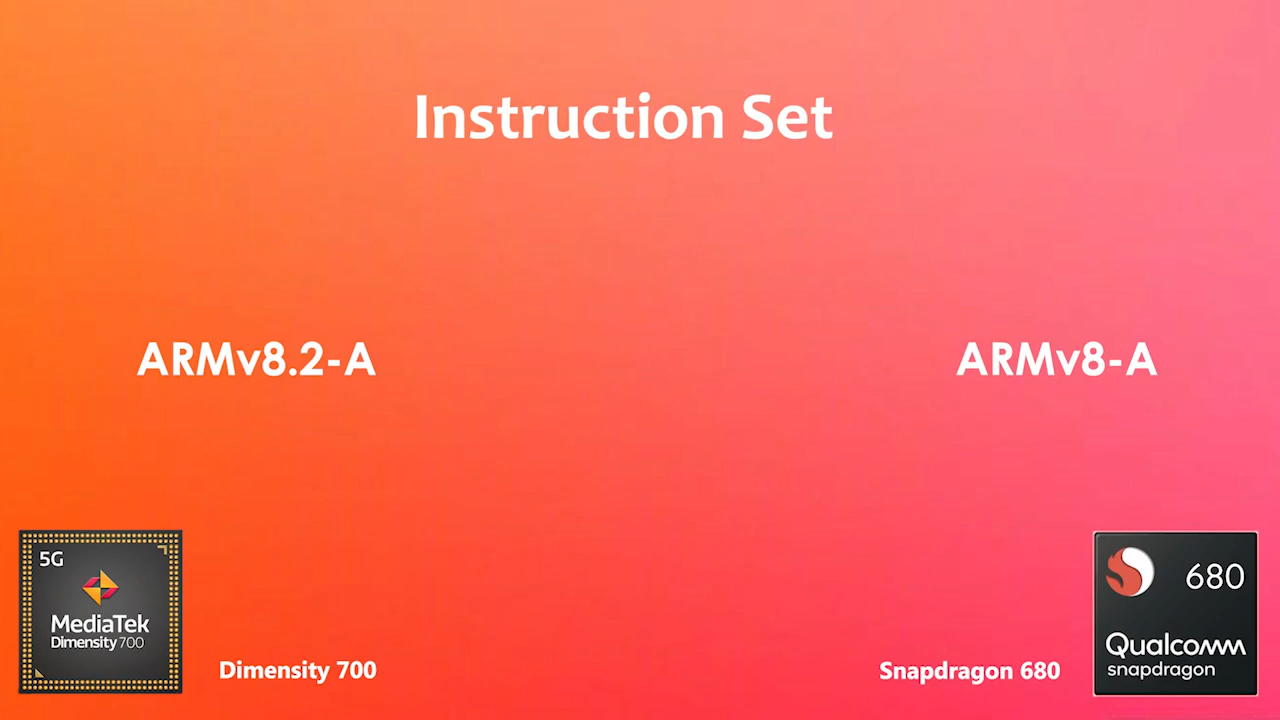 Instruction Set
ARMv8.2-A
ARMv8-A
5G
MediaTek
Dimensity 700
Dimensity 700
Snapdragon 680
680
Qualcomm
snapdragon